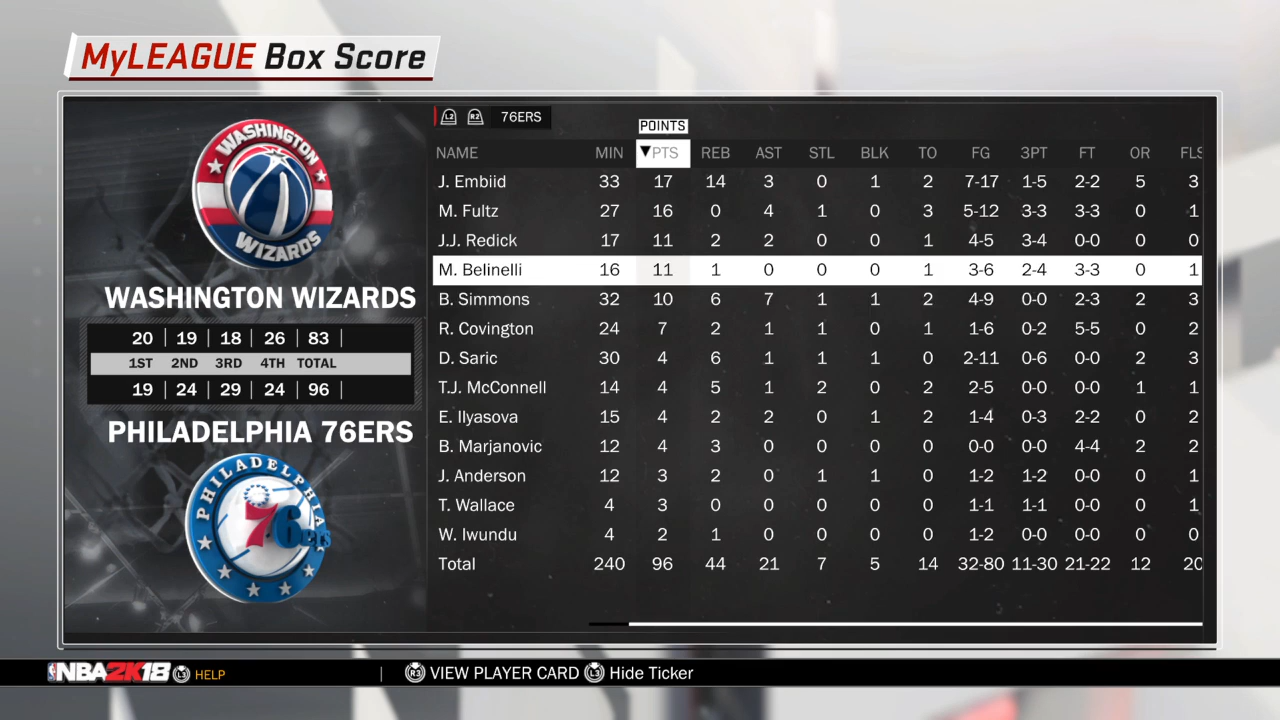 MyLEAGUE Box Score
WASHINGTON
WIZARDS
WASHINGTON WIZARDS
20 | 19 | 18 | 26 | 83 |
1ST 2ND 3RD 4TH TOTAL
19 | 24 | 29 | 24 | 96 |
PHILADELPHIA 76ERS
PHILADELPHIA
76ers
L2 R2 76ERS
POINTS
NAME MIN ▼PTS REB AST STL BLK TO FG 3PT FT OR FLS
J. Embiid 33 17 14 3 0 1 2 7-17 1-5 2-2 5 3
M. Fultz 27 16 0 4 1 0 3 5-12 3-3 3-3 0 1
J.J. Redick 17 11 2 2 0 0 1 4-5 3-4 0-0 0 0
M. Belinelli 16 11 1 0 0 0 1 3-6 2-4 3-3 0 1
B. Simmons 32 10 6 7 1 1 2 4-9 0-0 2-3 2 3
R. Covington 24 7 2 1 1 0 1 1-6 0-2 5-5 0 2
D. Saric 30 4 6 1 1 1 0 2-11 0-6 0-0 2 3
T.J. McConnell 14 4 5 1 2 0 2 2-5 0-0 0-0 1 1
E. Ilyasova 15 4 2 2 0 1 2 1-4 0-3 2-2 0 2
B. Marjanovic 12 4 3 0 0 0 0 0-0 0-0 4-4 2 2
J. Anderson 12 3 2 0 1 1 0 1-2 1-2 0-0 0 1
T. Wallace 4 3 0 0 0 0 0 1-1 1-1 0-0 0 1
W. Iwundu 4 2 1 0 0 0 0 1-2 0-0 0-0 0 0
Total 240 96 44 21 7 5 14 32-80 11-30 21-22 12 20
NBA 2K18 L3 HELP | R3 VIEW PLAYER CARD L3 Hide Ticker